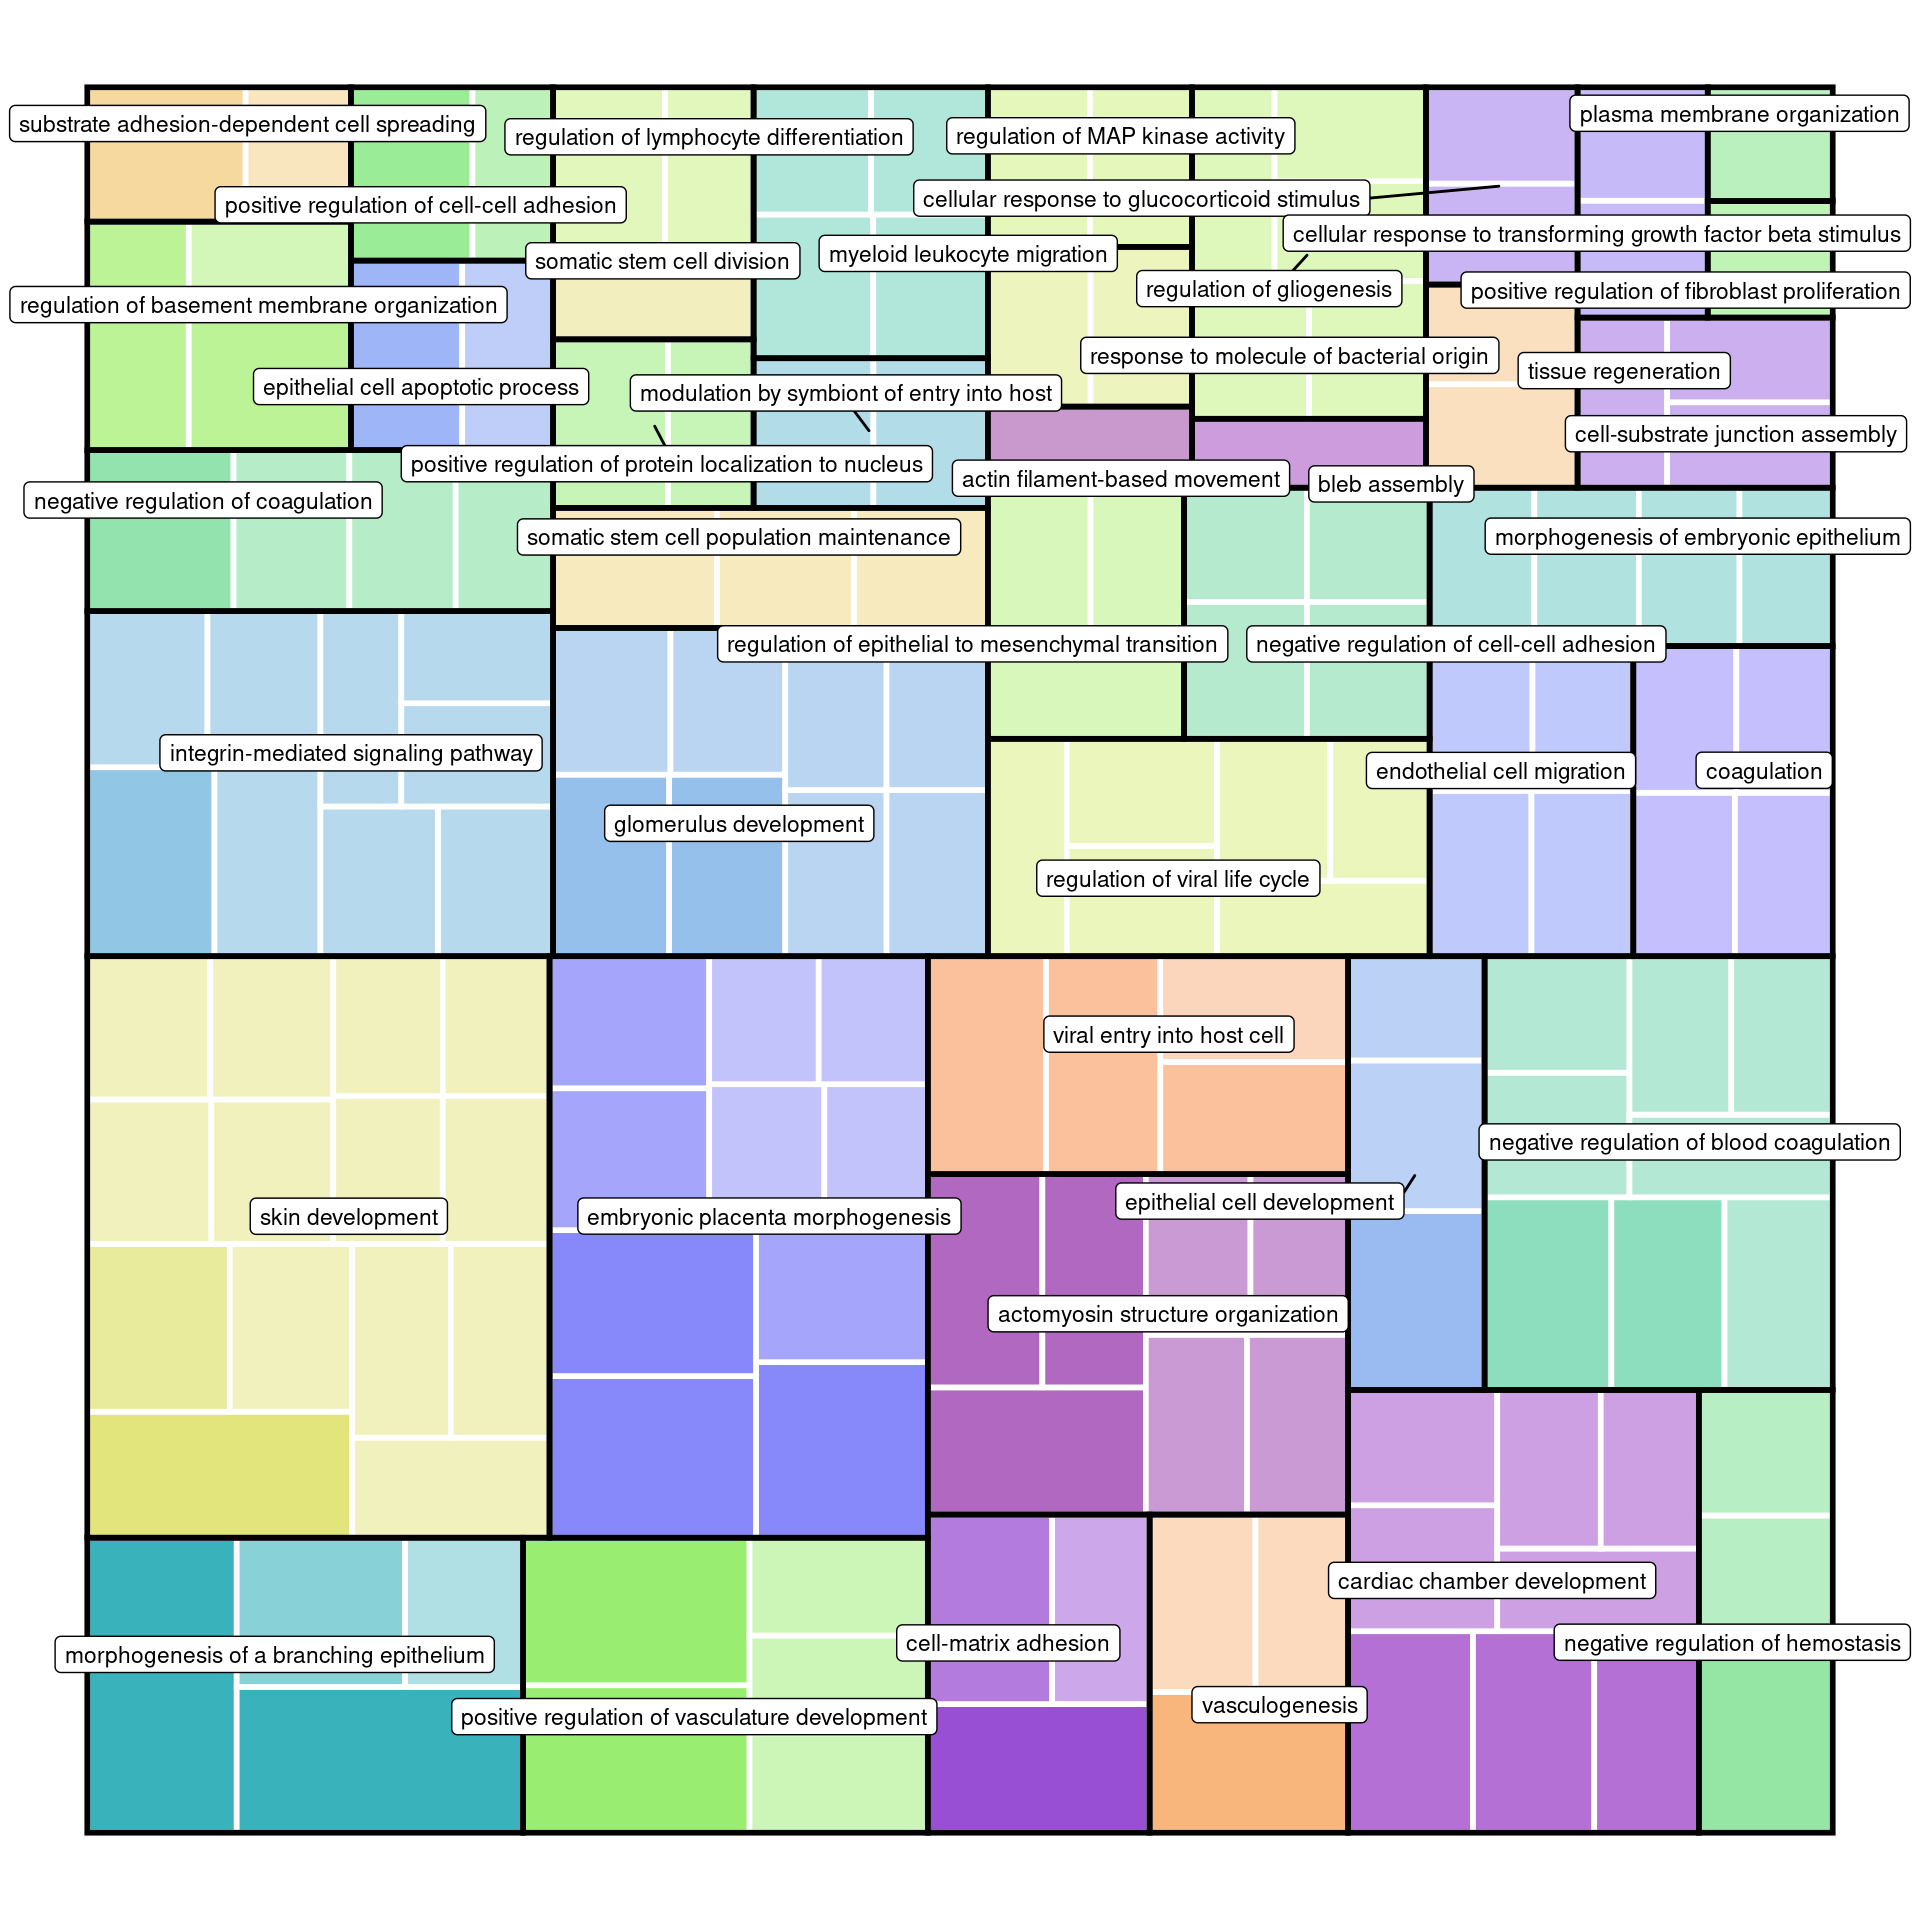 plasma membrane organization
substrate adhesion-dependent cell spreading
regulation of lymphocyte differentiation
regulation of MAP kinase activity
cellular response to glucocorticoid stimulus
positive regulation of cell-cell adhesion
cellular response to transforming growth factor beta stimulus
myeloid leukocyte migration
somatic stem cell division
regulation of gliogenesis
positive regulation of fibroblast proliferation
regulation of basement membrane organization
response to molecule of bacterial origin
tissue regeneration
epithelial cell apoptotic process
modulation by symbiont of entry into host
cell-substrate junction assembly
positive regulation of protein localization to nucleus
actin filament-based movement
bleb assembly
negative regulation of coagulation
somatic stem cell population maintenance
morphogenesis of embryonic epithelium
regulation of epithelial to mesenchymal transition
negative regulation of cell-cell adhesion
integrin-mediated signaling pathway
endothelial cell migration
coagulation
glomerulus development
regulation of viral life cycle
viral entry into host cell
negative regulation of blood coagulation
epithelial cell development
skin development
embryonic placenta morphogenesis
actomyosin structure organization
cardiac chamber development
cell-matrix adhesion
negative regulation of hemostasis
morphogenesis of a branching epithelium
vasculogenesis
positive regulation of vasculature development